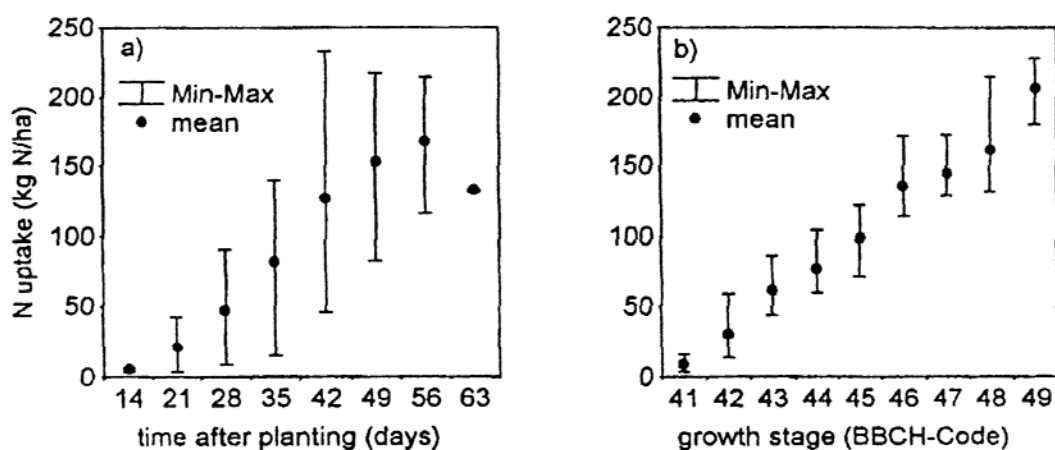 a)
Min-Max
mean
N uptake (kg N/ha)
250
200
150
100
50
0
14 21 28 35 42 49 56 63
time after planting (days)
b)
Min-Max
mean
250
200
150
100
50
0
41 42 43 44 45 46 47 48 49
growth stage (BBCH-Code)